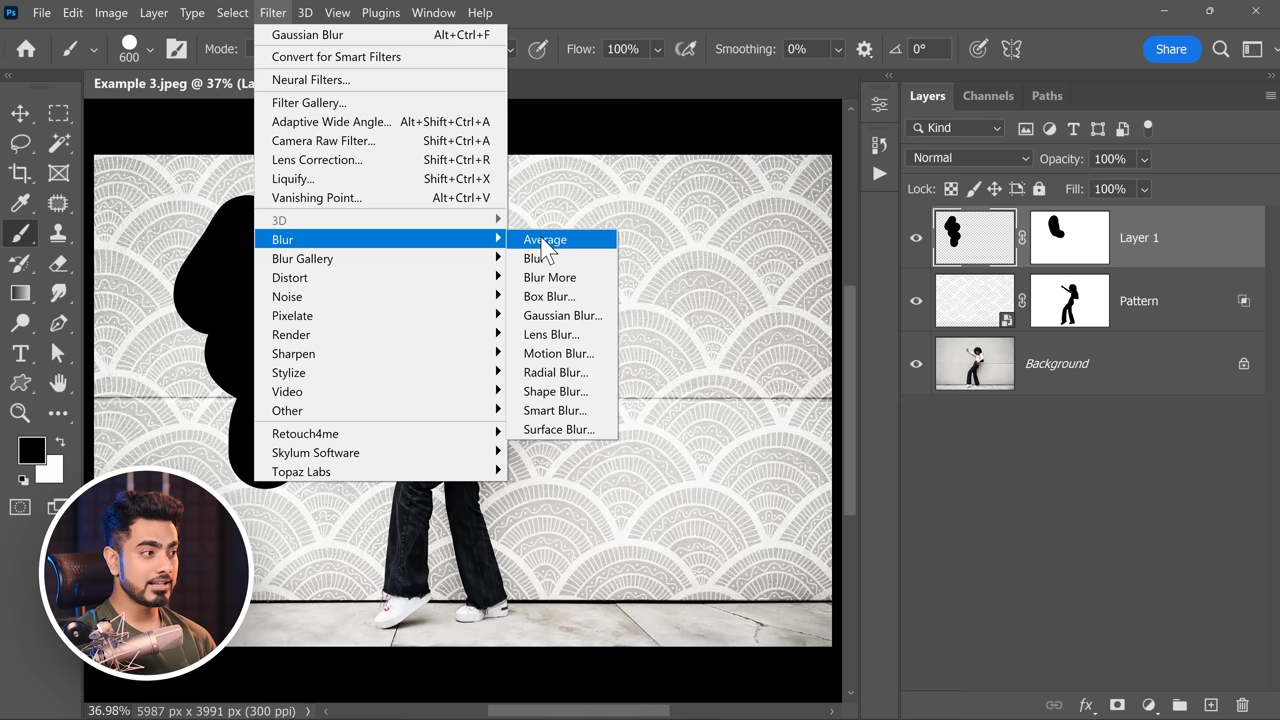 Ps File Edit Image Layer Type Select Filter 3D View Plugins Window Help
600 Mode: Flow: 100% Smoothing: 0% 0° Share
Example 3.jpeg @ 37% (La
Gaussian Blur Alt+Ctrl+F
Convert for Smart Filters
Neural Filters...
Filter Gallery...
Adaptive Wide Angle... Alt+Shift+Ctrl+A
Camera Raw Filter... Shift+Ctrl+A
Lens Correction... Shift+Ctrl+R
Liquify... Shift+Ctrl+X
Vanishing Point... Alt+Ctrl+V
3D
Blur
Blur Gallery
Distort
Noise
Pixelate
Render
Sharpen
Stylize
Video
Other
Retouch4me
Skylum Software
Topaz Labs
Average
Blur
Blur More
Box Blur...
Gaussian Blur...
Lens Blur...
Motion Blur...
Radial Blur...
Shape Blur...
Smart Blur...
Surface Blur...
Layers Channels Paths
Kind
Normal Opacity: 100%
Lock: Fill: 100%
Layer 1
Pattern
Background
36.98% 5987 px x 3991 px (300 ppi)